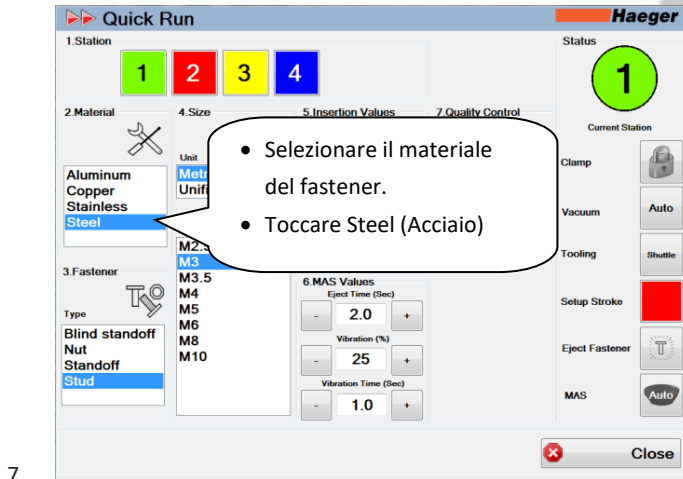 Quick Run
Haeger
1.Station
Status
1
2
3
4
1
2.Material
4.Size
5.Insertion Values
7.Quality Control
Current Station
Unit
Metr
Unifi
• Selezionare il materiale
del fastener.
• Toccare Steel (Acciaio)
Clamp
Aluminum
Copper
Stainless
Steel
Vacuum
Auto
M3
M3.5
M4
M5
M6
M8
M10
Tooling
Shuttle
3.Fastener
Type
Blind standoff
Nut
Standoff
Stud
6.MAS Values
Eject Time (Sec)
- 2.0 +
Vibration (%)
- 25 +
Vibration Time (Sec)
- 1.0 +
Setup Stroke
Eject Fastener
MAS
Auto
Close
7